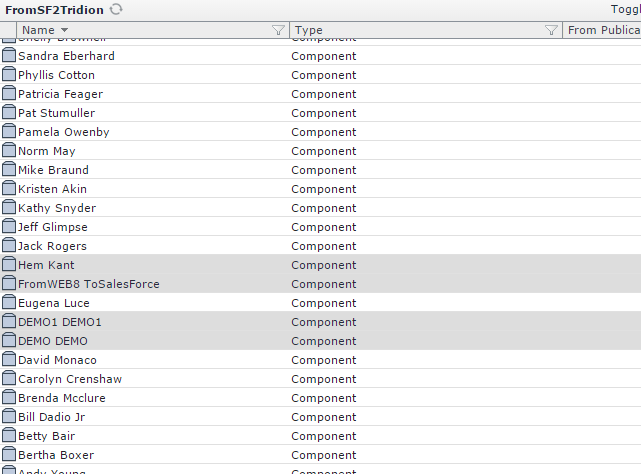 FromSF2Tridion Toggl
Name Type From Publica
Shelly Brownell
Sandra Eberhard Component
Phyllis Cotton Component
Patricia Feager Component
Pat Stumuller Component
Pamela Owenby Component
Norm May Component
Mike Braund Component
Kristen Akin Component
Kathy Snyder Component
Jeff Glimpse Component
Jack Rogers Component
Hem Kant Component
FromWEB8 ToSalesForce Component
Eugena Luce Component
DEMO1 DEMO1 Component
DEMO DEMO Component
David Monaco Component
Carolyn Crenshaw Component
Brenda Mcclure Component
Bill Dadio Jr Component
Betty Bair Component
Bertha Boxer Component
Andy Young Component